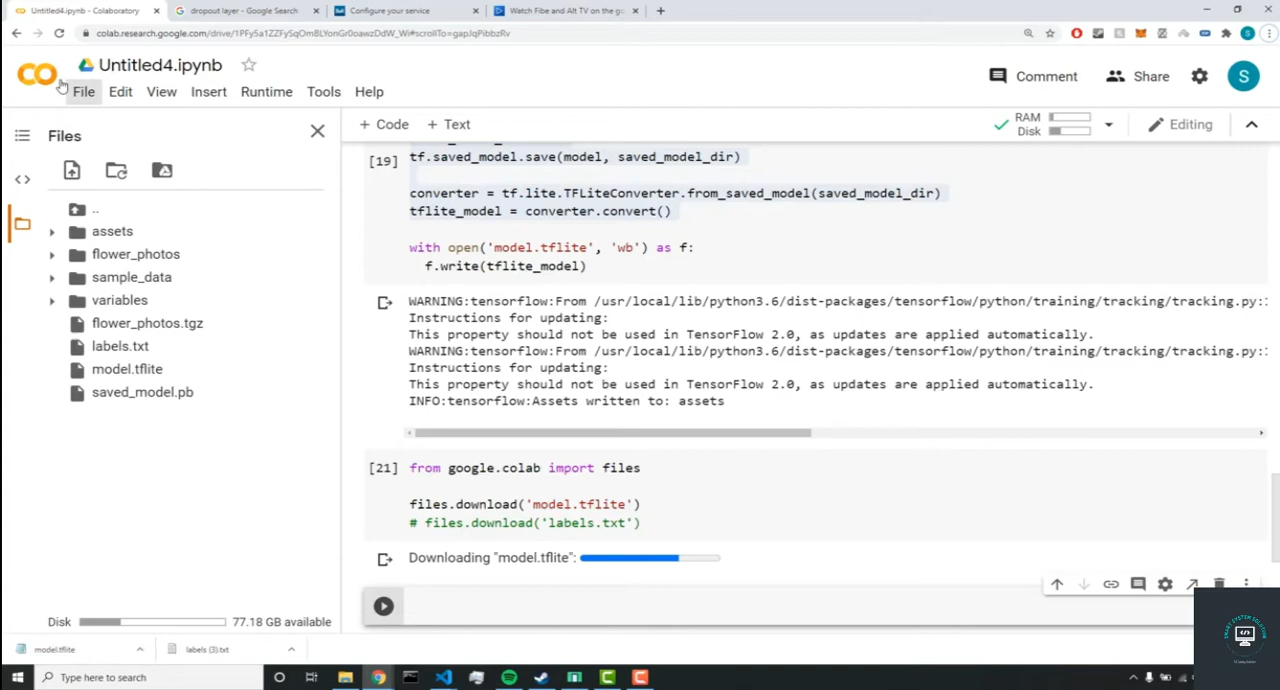 Untitled4.ipynb - Colaboratory
dropout layer - Google Search
Configure your service
Watch Fibe and Alt TV on the go
colab.research.google.com/drive/1PFy5a1ZZFySqOmBLYonGr0oawzDdW_Wi#scrollTo=gapJqPibbzRv
Untitled4.ipynb
Comment
Share
S
File Edit View Insert Runtime Tools Help
Files
+ Code + Text
RAM
Disk
Editing
..
assets
flower_photos
sample_data
variables
flower_photos.tgz
labels.txt
model.tflite
saved_model.pb
Disk 77.18 GB available
[19] tf.saved_model.save(model, saved_model_dir)
converter = tf.lite.TFLiteConverter.from_saved_model(saved_model_dir)
tflite_model = converter.convert()
with open('model.tflite', 'wb') as f:
f.write(tflite_model)
WARNING:tensorflow:From /usr/local/lib/python3.6/dist-packages/tensorflow/python/training/tracking/tracking.py:
Instructions for updating:
This property should not be used in TensorFlow 2.0, as updates are applied automatically.
WARNING:tensorflow:From /usr/local/lib/python3.6/dist-packages/tensorflow/python/training/tracking/tracking.py:
Instructions for updating:
This property should not be used in TensorFlow 2.0, as updates are applied automatically.
INFO:tensorflow:Assets written to: assets
[21] from google.colab import files
files.download('model.tflite')
# files.download('labels.txt')
Downloading "model.tflite":
model.tflite
labels (3).txt
Type here to search
SMART SYSTEM SOLUTION